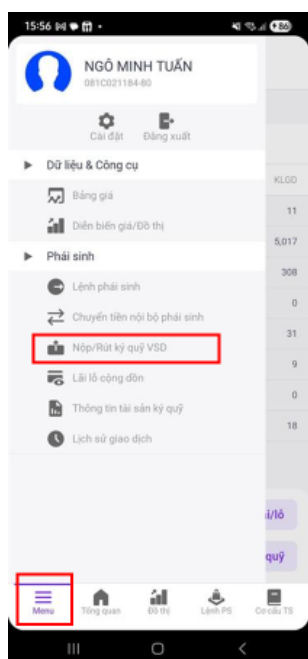 15:56
86
NGÔ MINH TUẤN
081C021164-80
Cài đặt
Đăng xuất
Dữ liệu & Công cụ
KLGD
Bảng giá
11
Diễn biến giá/Đồ thị
5,017
Phái sinh
308
Lệnh phái sinh
0
Chuyển tiền nội bộ phái sinh
31
Nộp/Rút ký quỹ VSD
9
Lãi lỗ cộng dồn
0
Thông tin tài sản ký quỹ
18
Lịch sử giao dịch
i/lỗ
quỹ
Menu
Tổng quan
Đồ thị
Lệnh PS
Cơ cấu TS